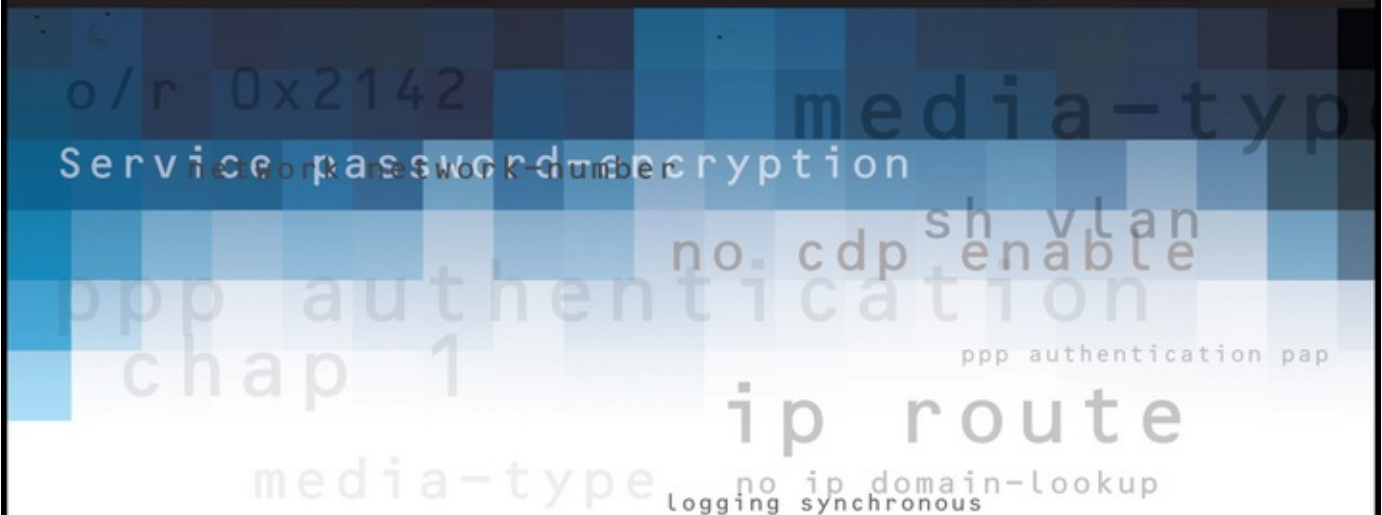 o/r 0x2142
media-type
Service password-encryption
network network-number
sh vlan
no cdp enable
ppp authentication
chap 1
ppp authentication pap
ip route
media-type
no ip domain-lookup
logging synchronous